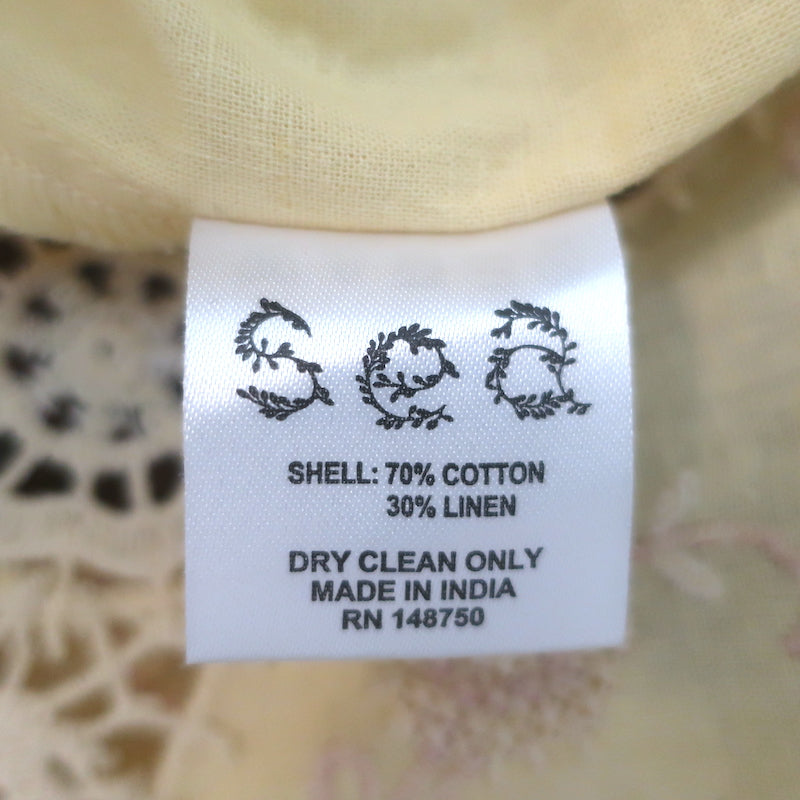 Sea
SHELL: 70% COTTON
30% LINEN
DRY CLEAN ONLY
MADE IN INDIA
RN 148750